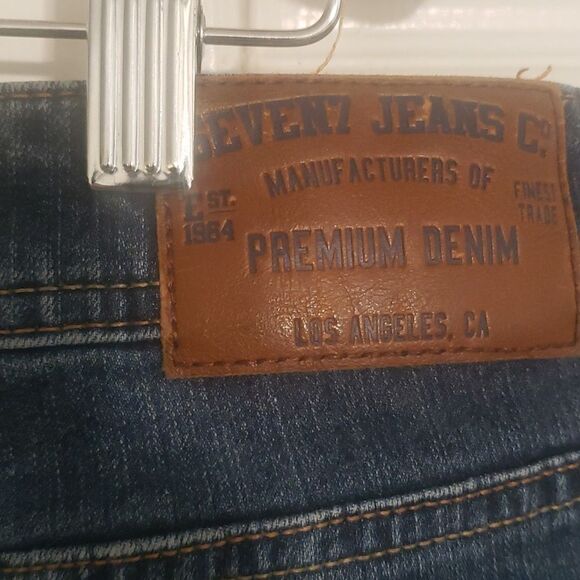 SEVEN7 JEANS Cº.
MANUFACTURERS OF
EST.
1984
FINEST
TRADE
PREMIUM DENIM
LOS ANGELES, CA